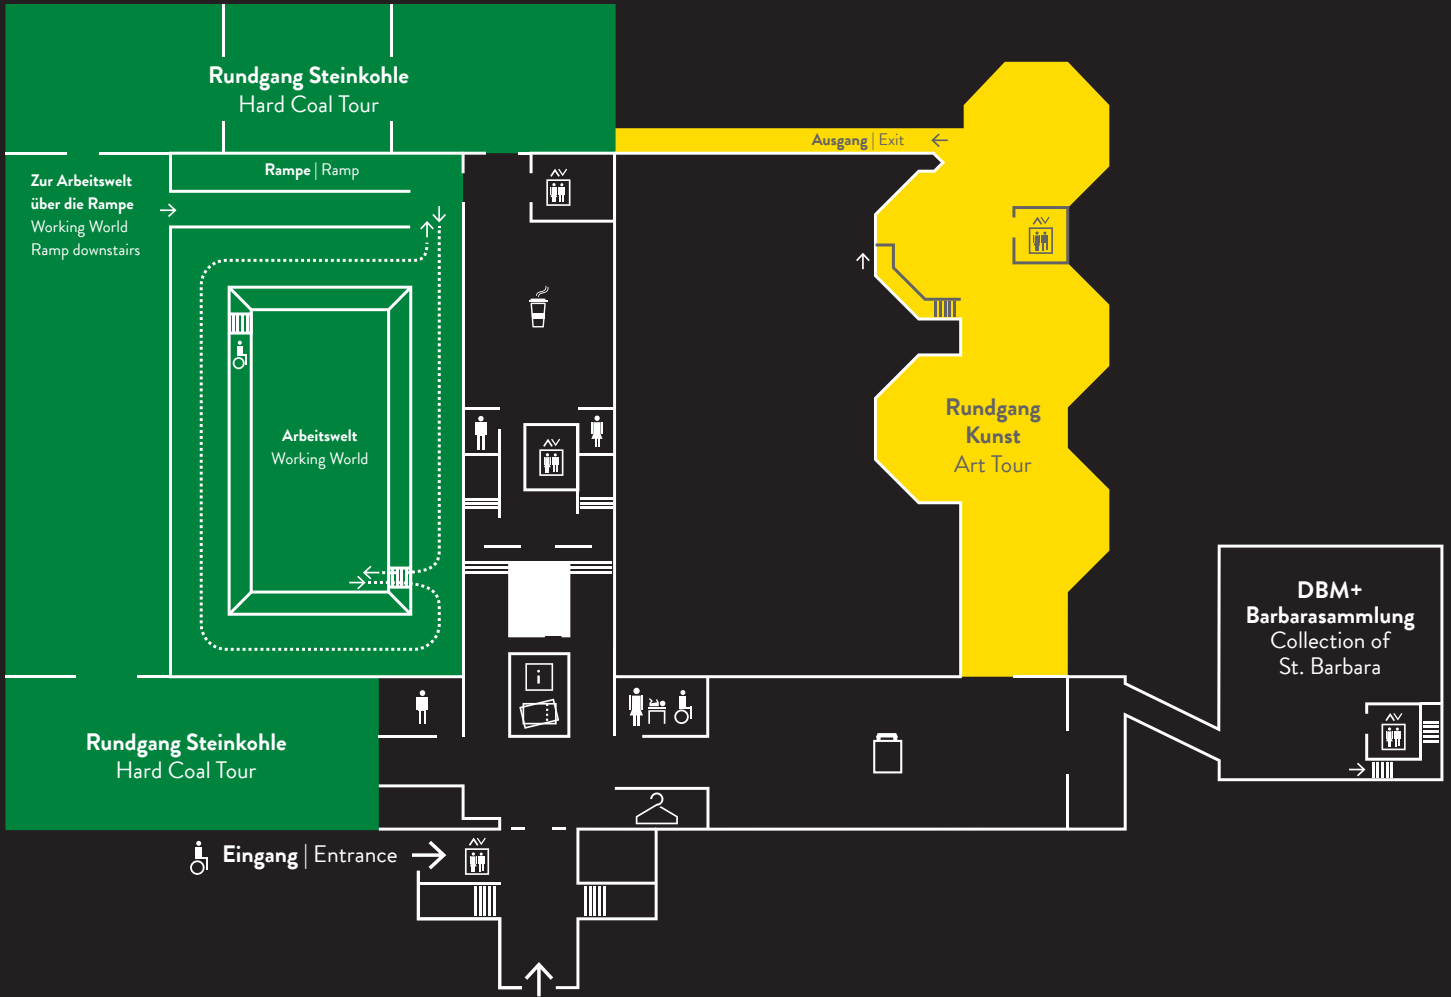 Rundgang Steinkohle
Hard Coal Tour
Ausgang | Exit
Rampe | Ramp
Zur Arbeitswelt
über die Rampe
Working World
Ramp downstairs
Arbeitswelt
Working World
Rundgang
Kunst
Art Tour
DBM+
Barbarasammlung
Collection of
St. Barbara
i
Rundgang Steinkohle
Hard Coal Tour
Eingang | Entrance